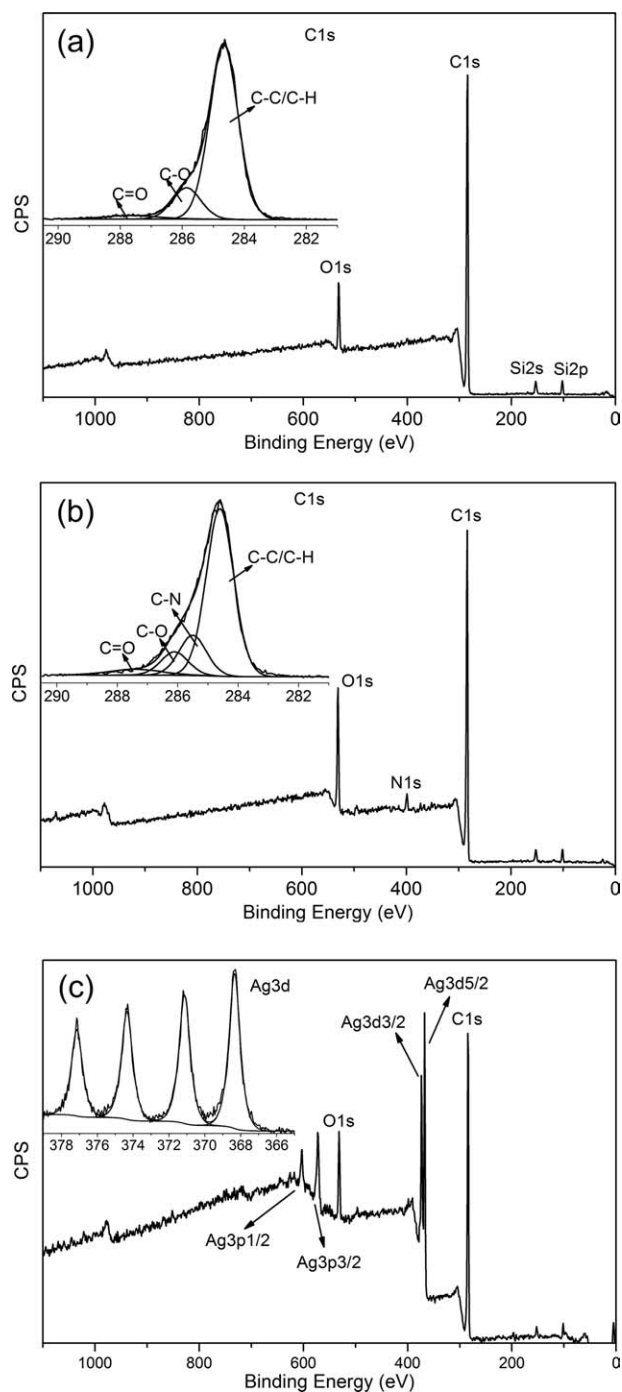 (a)
C1s
C1s
C-C/C-H
C-O
C=O
290 288 286 284 282
O1s
Si2s Si2p
CPS
1000 800 600 400 200 0
Binding Energy (eV)
(b)
C1s
C1s
C-C/C-H
C-N
C-O
C=O
290 288 286 284 282
O1s
N1s
CPS
1000 800 600 400 200 0
Binding Energy (eV)
(c)
Ag3d
Ag3d5/2
Ag3d3/2
C1s
378 376 374 372 370 368 366
O1s
Ag3p1/2
Ag3p3/2
CPS
1000 800 600 400 200 0
Binding Energy (eV)